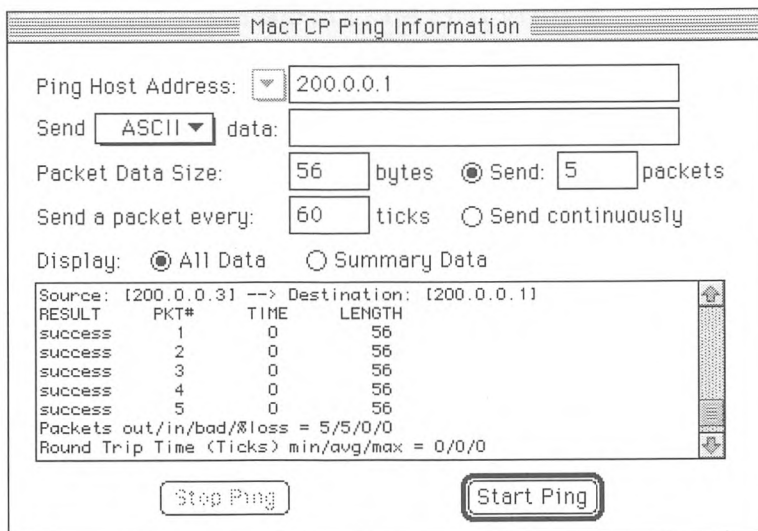 MacTCP Ping Information
Ping Host Address: 200.0.0.1
Send ASCII data:
Packet Data Size: 56 bytes Send: 5 packets
Send a packet every: 60 ticks Send continuously
Display: All Data Summary Data
Source: [200.0.0.3] --> Destination: [200.0.0.1]
RESULT PKT# TIME LENGTH
success 1 0 56
success 2 0 56
success 3 0 56
success 4 0 56
success 5 0 56
Packets out/in/bad/%loss = 5/5/0/0
Round Trip Time (Ticks) min/avg/max = 0/0/0
Stop Ping Start Ping